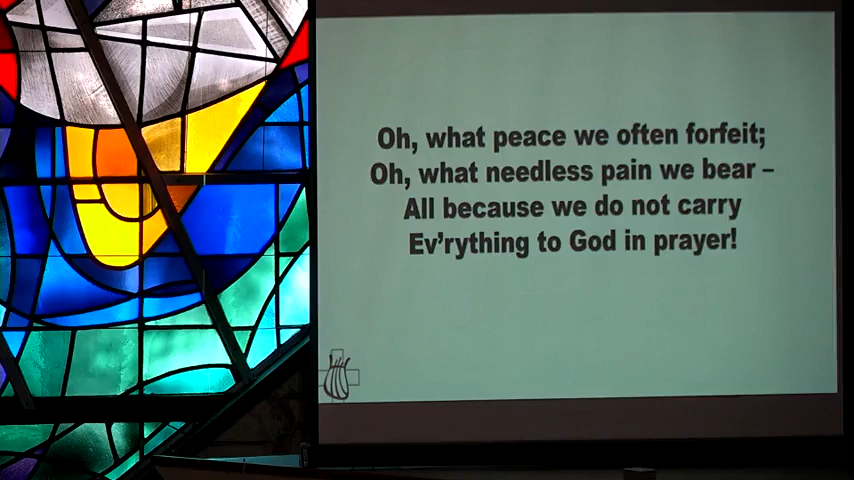 Oh, what peace we often forfeit;
Oh, what needless pain we bear –
All because we do not carry
Ev'rything to God in prayer!